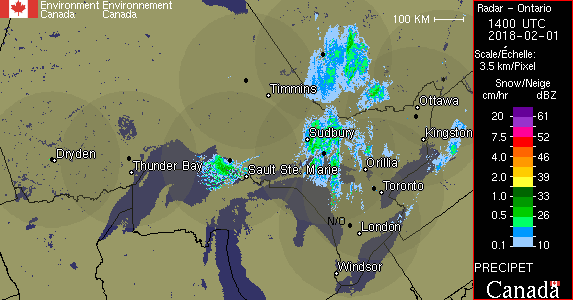 Environment Environnement
Canada Canada
100 KM
Timmins
Ottawa
Sudbury
Kingston
Dryden
Thunder Bay
Sault Ste. Marie
Orillia
Toronto
N/D
London
Windsor
Radar - Ontario
1400 UTC
2018-02-01
Scale/Échelle:
3.5 km/Pixel
Snow/Neige
cm/hr dBZ
20 61
7.5 52
4.0 46
2.0 39
1.0 33
0.5 26
0.1 10
PRECIPET
Canada